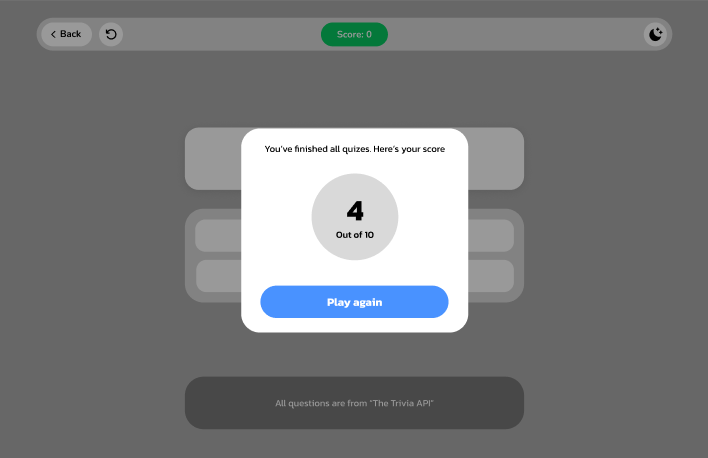 Back
Score: 0
You've finished all quizes. Here's your score
4
Out of 10
Play again
All questions are from "The Trivia API"